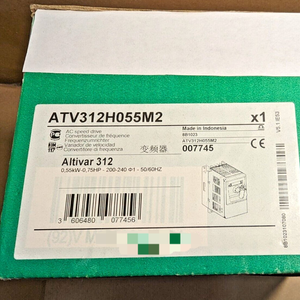 ATV312H055M2
x1
AC speed drive
Convertisseur de fréquence
Frequenzumrichter
Variador de velocidad
Convertitore di frequenza
变频器
Made in Indonesia
ATV312H055M2
007745
Altivar 312
0,55kW-0,75HP - 200-240 Φ1 - 50/60HZ
3 606480 077456